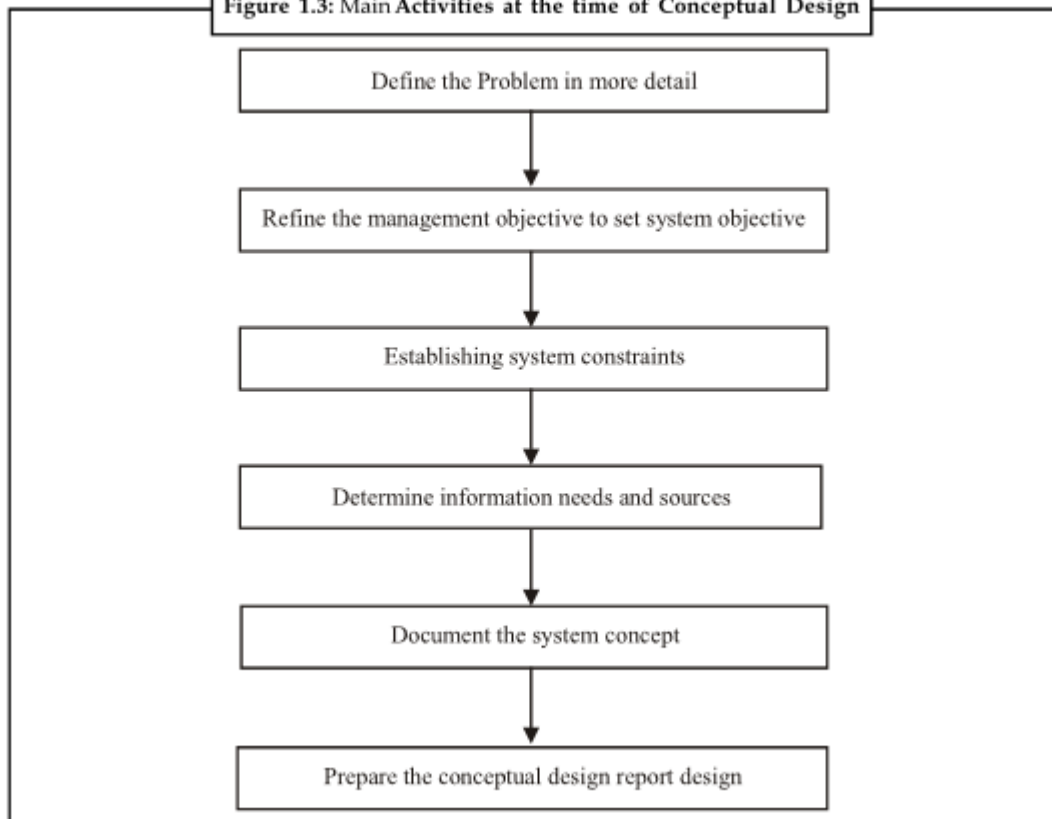 Figure 1.3: Main Activities at the time of Conceptual Design
Define the Problem in more detail
Refine the management objective to set system objective
Establishing system constraints
Determine information needs and sources
Document the system concept
Prepare the conceptual design report design